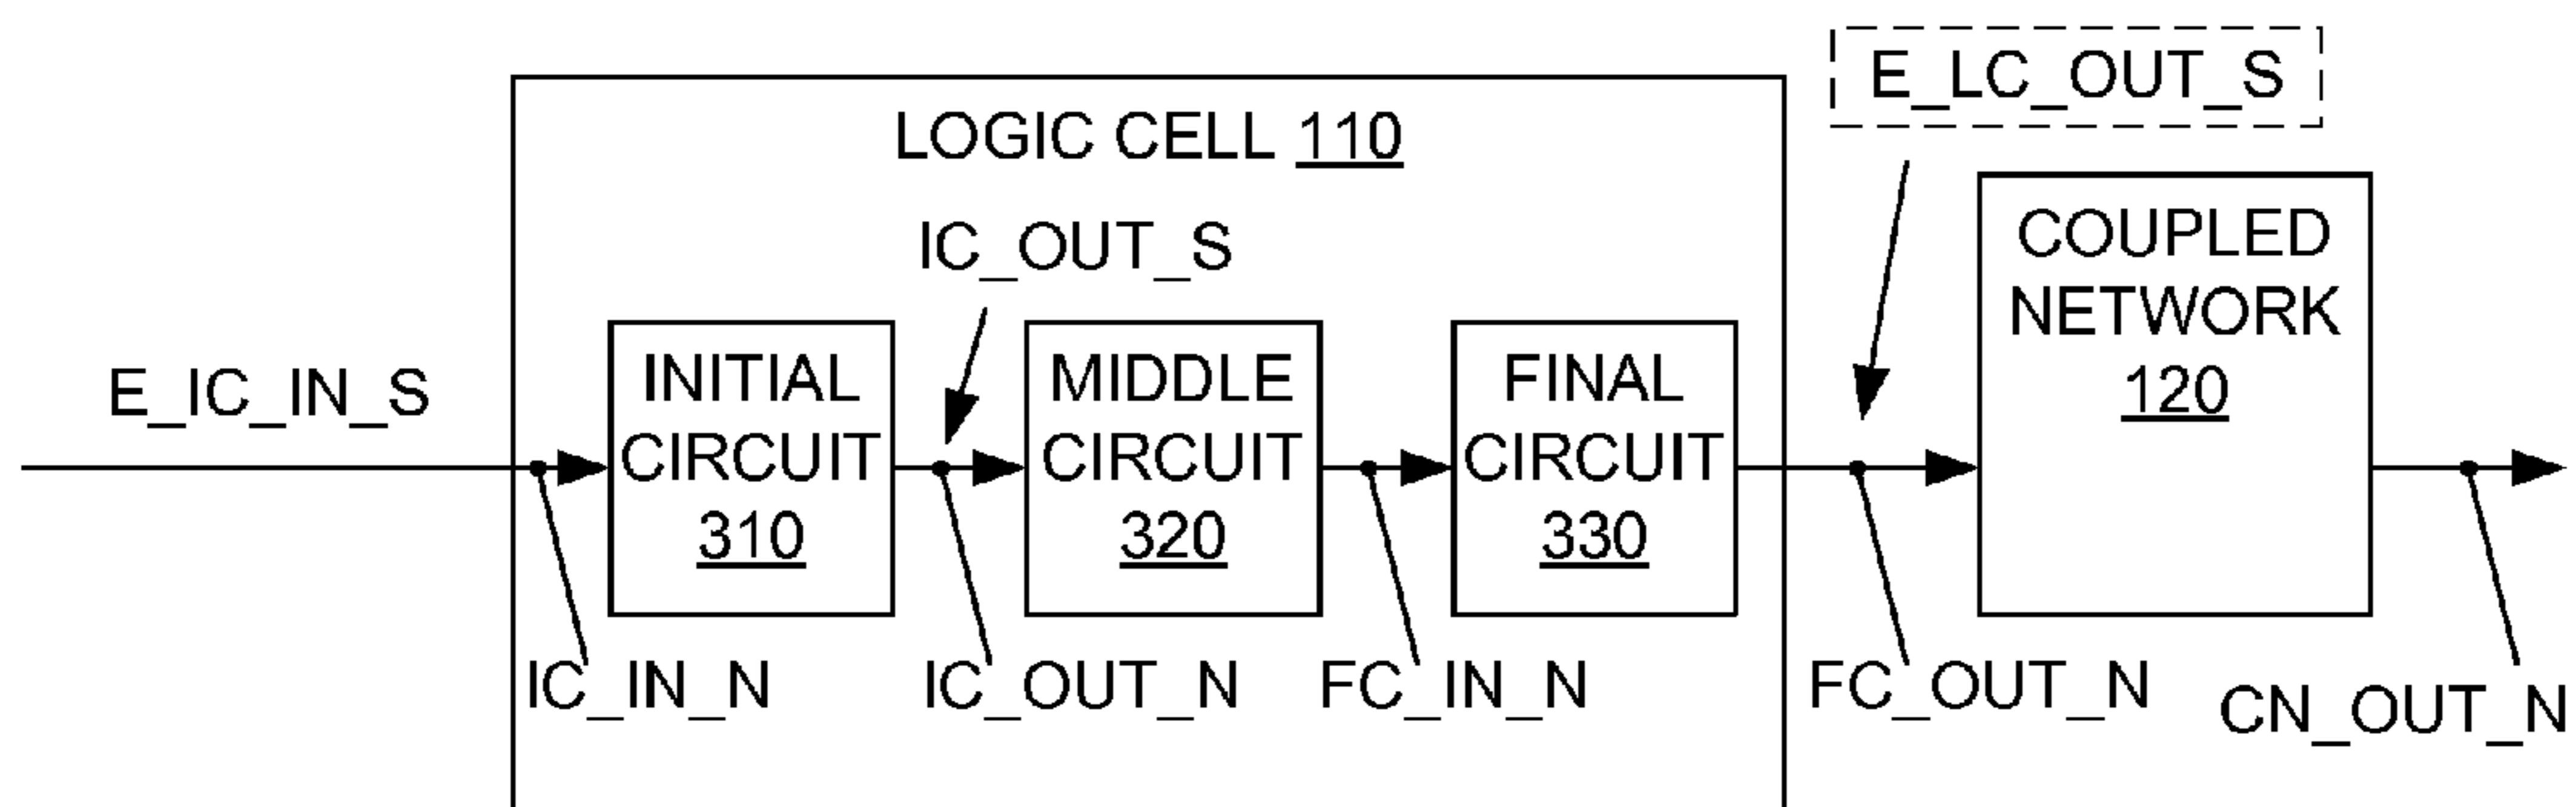 E_LC_OUT_S
LOGIC CELL 110
IC_OUT_S
COUPLED
NETWORK
120
E_IC_IN_S
INITIAL
CIRCUIT
310
MIDDLE
CIRCUIT
320
FINAL
CIRCUIT
330
IC_IN_N
IC_OUT_N
FC_IN_N
FC_OUT_N
CN_OUT_N